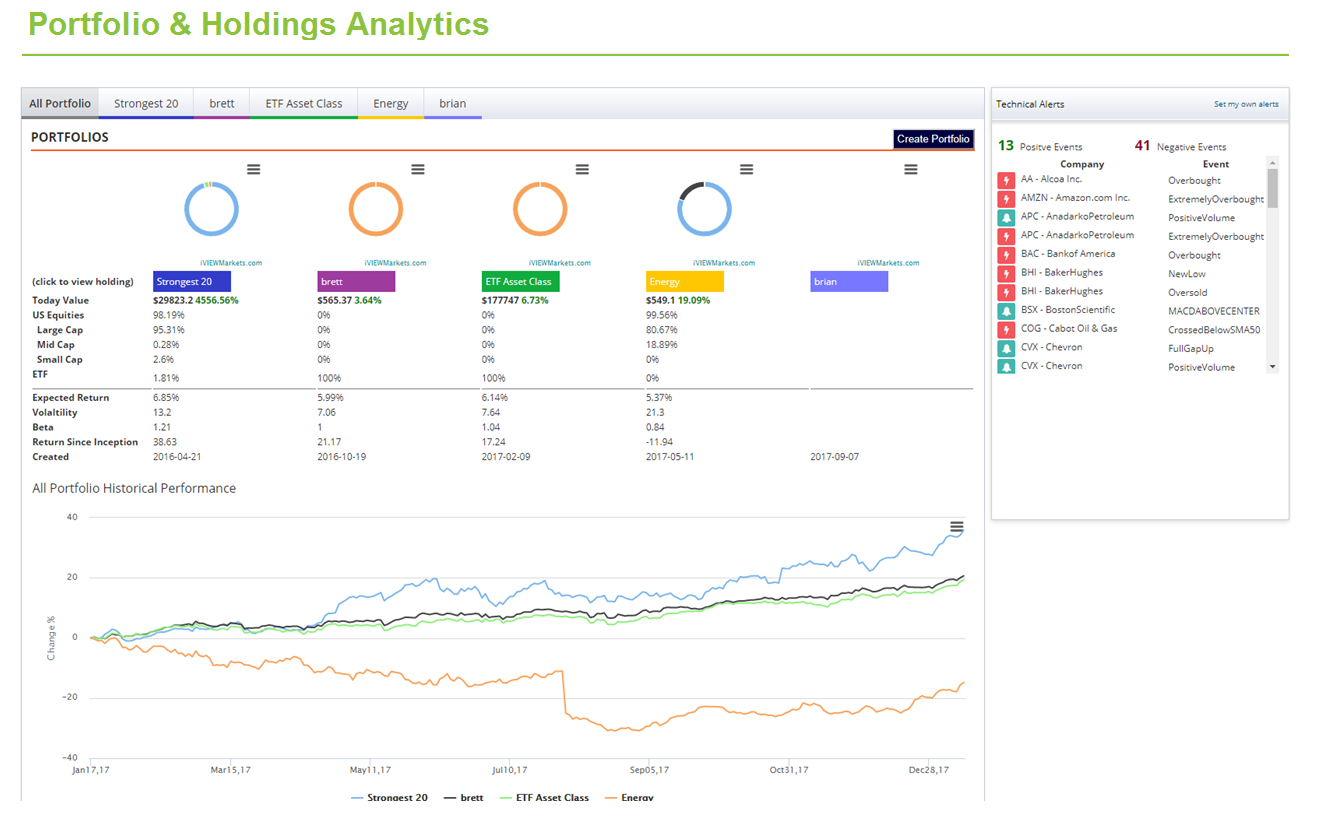 Portfolio & Holdings Analytics
All Portfolio Strongest 20 brett ETF Asset Class Energy brian
PORTFOLIOS
Create Portfolio
iVIEWMarkets.com iVIEWMarkets.com iVIEWMarkets.com iVIEWMarkets.com iVIEWMarkets.com
(click to view holding) Strongest 20 brett ETF Asset Class Energy brian
Today Value $29823.2 4556.56% $565.37 3.64% $177747 6.73% $549.1 19.09%
US Equities 98.19% 0% 0% 99.56%
Large Cap 95.31% 0% 0% 80.67%
Mid Cap 0.28% 0% 0% 18.89%
Small Cap 2.6% 0% 0% 0%
ETF 1.81% 100% 100% 0%
Expected Return 6.85% 5.99% 6.14% 5.37%
Volaltility 13.2 7.06 7.64 21.3
Beta 1.21 1 1.04 0.84
Return Since Inception 38.63 21.17 17.24 -11.94
Created 2016-04-21 2016-10-19 2017-02-09 2017-05-11 2017-09-07
All Portfolio Historical Performance
Change %
40
20
0
-20
-40
Jan17,17 Mar15,17 May11,17 Jul10,17 Sep05,17 Oct31,17 Dec28,17
Strongest 20 brett ETF Asset Class Energy
Technical Alerts Set my own alerts
13 Positve Events 41 Negative Events
Company Event
AA - Alcoa Inc. Overbought
AMZN - Amazon.com Inc. ExtremelyOverbought
APC - AnadarkoPetroleum PositiveVolume
APC - AnadarkoPetroleum ExtremelyOverbought
BAC - Bankof America Overbought
BHI - BakerHughes NewLow
BHI - BakerHughes Oversold
BSX - BostonScientific MACDABOVECENTER
COG - Cabot Oil & Gas CrossedBelowSMA50
CVX - Chevron FullGapUp
CVX - Chevron PositiveVolume